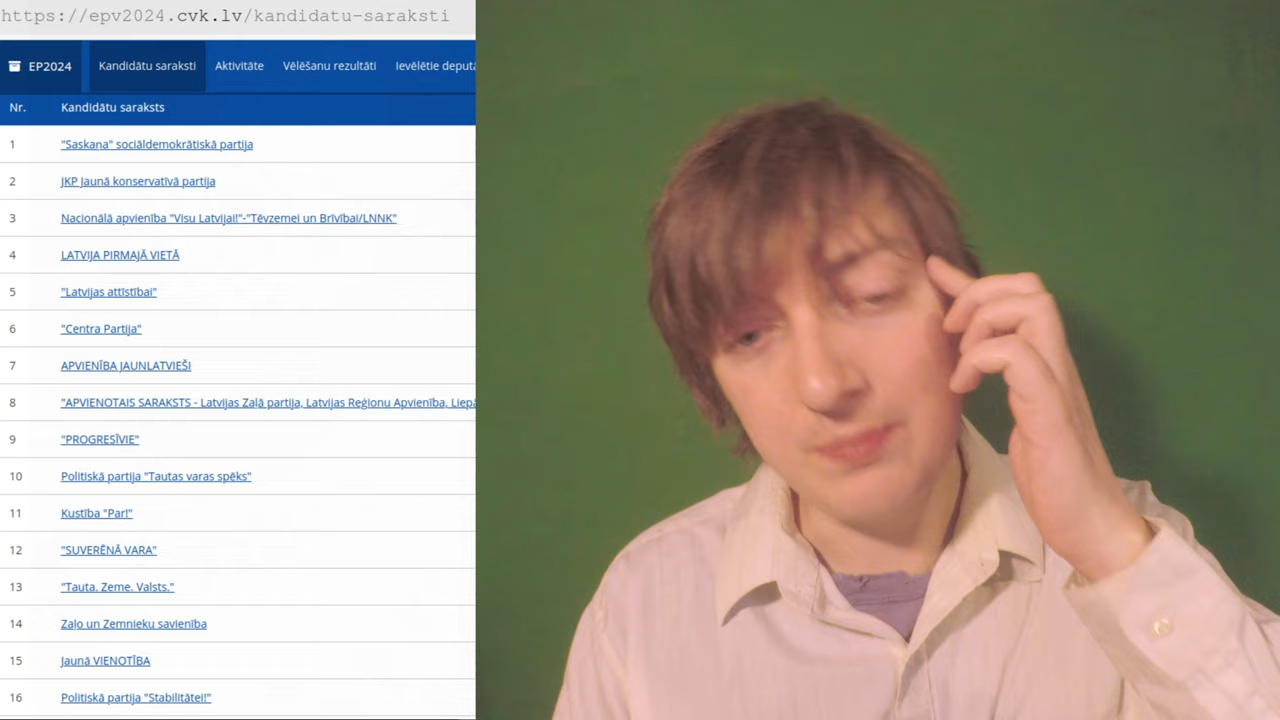 https://epv2024.cvk.lv/kandidatu-saraksti
EP2024 Kandidātu saraksti Aktivitāte Vēlēšanu rezultāti Ievēlētie deputā
Nr. Kandidātu saraksts
1 "Saskaņa" sociāldemokrātiskā partija
2 JKP Jaunā konservatīvā partija
3 Nacionālā apvienība "Visu Latvijai!"-"Tēvzemei un Brīvībai/LNNK"
4 LATVIJA PIRMAJĀ VIETĀ
5 "Latvijas attīstībai"
6 "Centra Partija"
7 APVIENĪBA JAUNLATVIEŠI
8 "APVIENOTAIS SARAKSTS - Latvijas Zaļā partija, Latvijas Reģionu Apvienība, Liepā
9 "PROGRESĪVIE"
10 Politiskā partija "Tautas varas spēks"
11 Kustība "Par!"
12 "SUVERĒNĀ VARA"
13 "Tauta. Zeme. Valsts."
14 Zaļo un Zemnieku savienība
15 Jaunā VIENOTĪBA
16 Politiskā partija "Stabilitātei!"